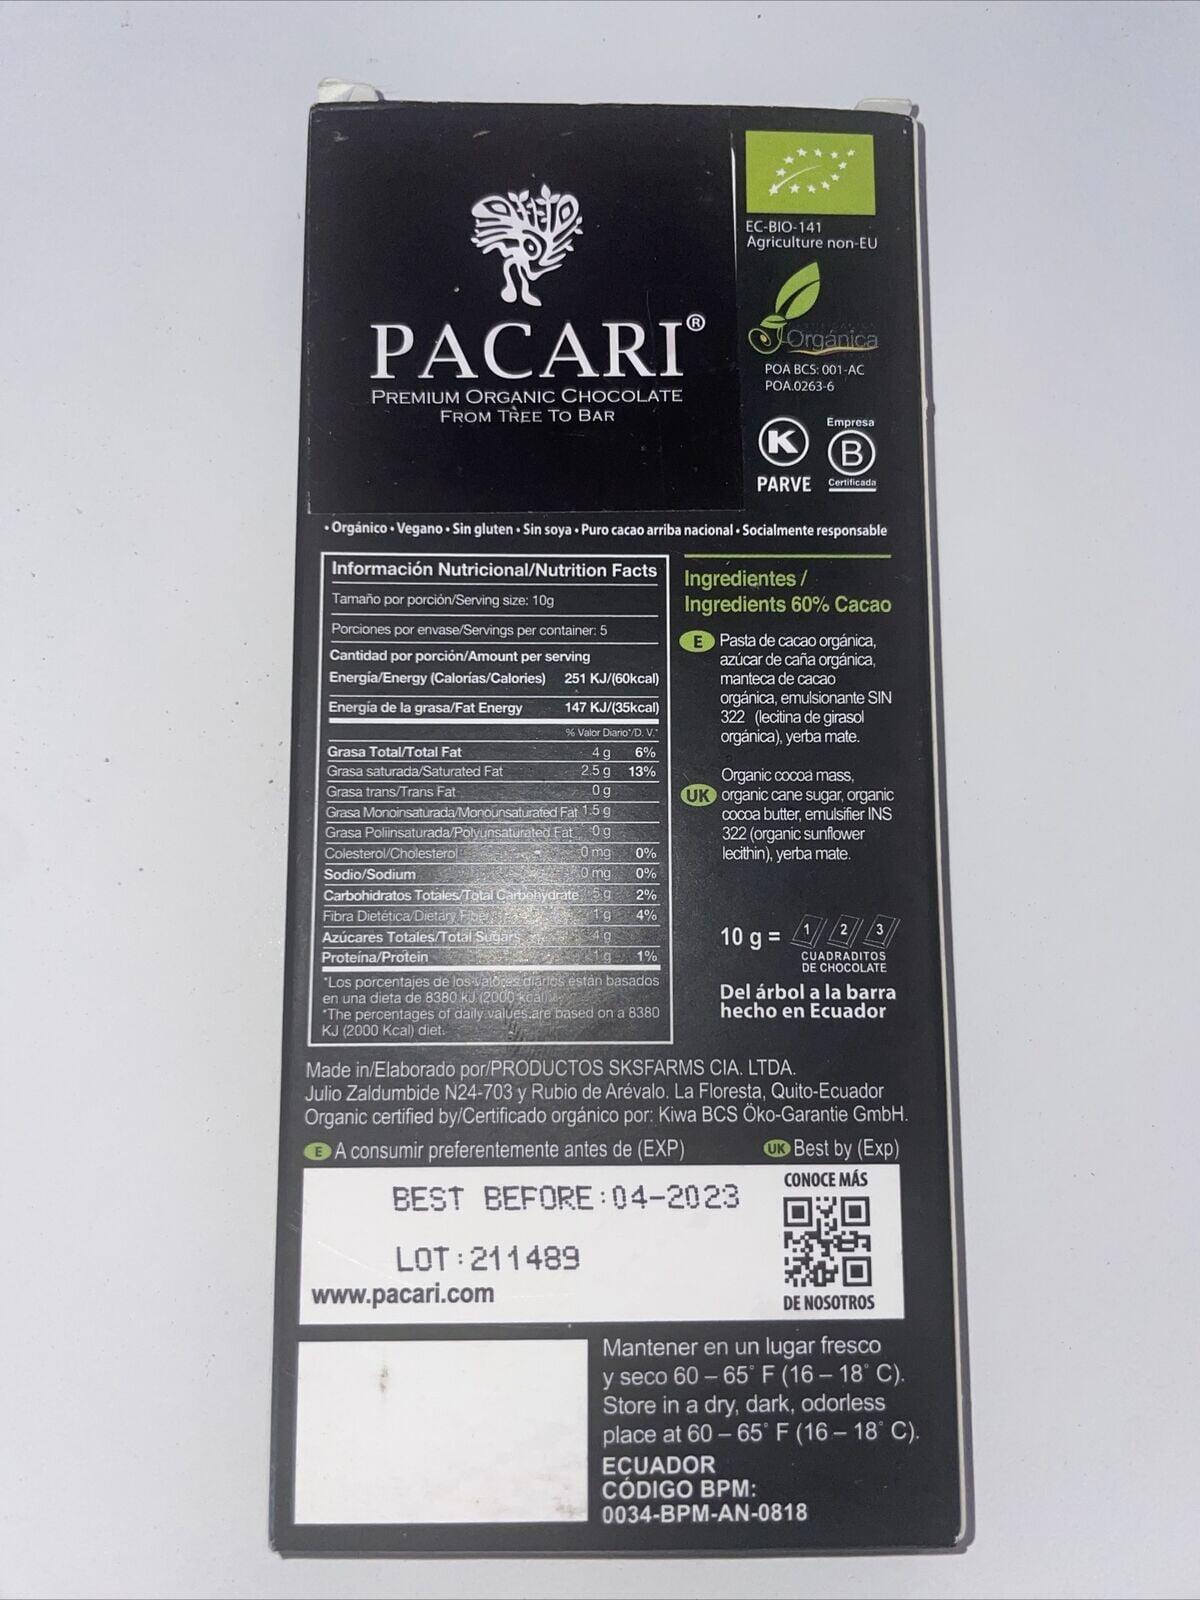 PACARI®
PREMIUM ORGANIC CHOCOLATE
FROM TREE TO BAR
EC-BIO-141
Agriculture non-EU
Orgánica
POA BCS: 001-AC
POA.0263-6
K
PARVE
Empresa
B
Certificada
• Orgánico • Vegano • Sin gluten • Sin soya • Puro cacao arriba nacional • Socialmente responsable
Información Nutricional/Nutrition Facts
Tamaño por porción/Serving size: 10g
Porciones por envase/Servings per container: 5
Cantidad por porción/Amount per serving
Energía/Energy (Calorías/Calories) 251 KJ/(60kcal)
Energía de la grasa/Fat Energy 147 KJ/(35kcal)
% Valor Diario*/D. V.*
Grasa Total/Total Fat 4 g 6%
Grasa saturada/Saturated Fat 2.5 g 13%
Grasa trans/Trans Fat 0 g
Grasa Monoinsaturada/Monounsaturated Fat 1.5 g
Grasa Poliinsaturada/Polyunsaturated Fat 0 g
Colesterol/Cholesterol 0 mg 0%
Sodio/Sodium 0 mg 0%
Carbohidratos Totales/Total Carbohydrate 5 g 2%
Fibra Dietética/Dietary Fiber 1 g 4%
Azúcares Totales/Total Sugars 4 g
Proteína/Protein 1 g 1%
*Los porcentajes de los valores diarios están basados
en una dieta de 8380 kJ (2000 kcal)
*The percentages of daily values are based on a 8380
KJ (2000 Kcal) diet.
Ingredientes /
Ingredients 60% Cacao
E Pasta de cacao orgánica,
azúcar de caña orgánica,
manteca de cacao
orgánica, emulsionante SIN
322 (lecitina de girasol
orgánica), yerba mate.
Organic cocoa mass,
UK organic cane sugar, organic
cocoa butter, emulsifier INS
322 (organic sunflower
lecithin), yerba mate.
10 g = 1 2 3
CUADRADITOS
DE CHOCOLATE
Del árbol a la barra
hecho en Ecuador
Made in/Elaborado por/PRODUCTOS SKSFARMS CIA. LTDA.
Julio Zaldumbide N24-703 y Rubio de Arévalo. La Floresta, Quito-Ecuador
Organic certified by/Certificado orgánico por: Kiwa BCS Öko-Garantie GmbH.
E A consumir preferentemente antes de (EXP) UK Best by (Exp)
BEST BEFORE:04-2023
LOT:211489
www.pacari.com
CONOCE MÁS
DE NOSOTROS
Mantener en un lugar fresco
y seco 60 – 65° F (16 – 18° C).
Store in a dry, dark, odorless
place at 60 – 65° F (16 – 18° C).
ECUADOR
CÓDIGO BPM:
0034-BPM-AN-0818